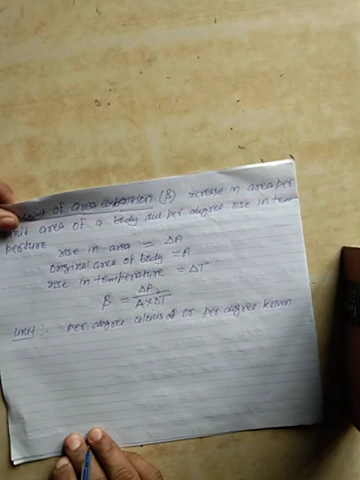 of area expansion (β) increase in area per
unit area of a body due per degree rise in tem
perture
rise in area = ΔA
original area of body = A
rise in temperature = ΔT
β = ΔA / A×ΔT
Unit :- per degree celcius or per degree kelvin